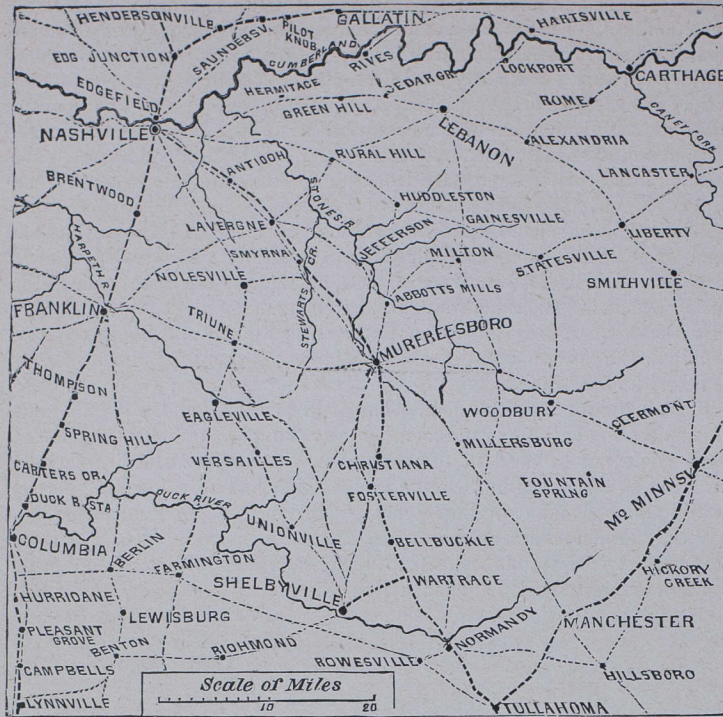 HENDERSONVILLE
SAUNDERSV.
PILOT
KNOB
GALLATIN
HARISVILLE
EDG JUNCTION
CUMBERLAND
RIVES
LOCKPORT
CARTHAGE
EDGEFIELD
HERMITAGE
CEDAR GR.
ROME
CANEY FORK
NASHVILLE
GREEN HILL
LEBANON
ALEXANDRIA
ANTIOCH
RURAL HILL
LANCASTER
BRENTWOOD
STONES R.
HUDDLESTON
LAVERGNE
JEFFERSON
GAINESVILLE
LIBERTY
HARPETH R.
SMYRNA
MILTON
STATESVILLE
NOLESVILLE
STEWARTS CR.
ABBOTTS MILLS
SMITHVILLE
FRANKLIN
TRIUNE
MURFREESBORO
THOMPSON
EAGLEVILLE
WOODBURY
CLERMONT
SPRING HILL
MILLERSBURG
VERSAILLES
CHRISTIANA
CARTERS CR.
FOUNTAIN
SPRING
DUCK R. STA
DUCK RIVER
FOSTERVILLE
Mc MINNSV
UNIONVILLE
COLUMBIA
BELLBUCKLE
BERLIN
FARMINGTON
SHELBYVILLE
WARTRACE
HICKORY
CREEK
HURRIDANE
LEWISBURG
NORMANDY
MANCHESTER
PLEASANT
GROVE
BENTON
RICHMOND
ROWESVILLE
CAMPBELLS
HILLSBORO
Scale of Miles
10
20
LYNNVILLE
TULLAHOMA